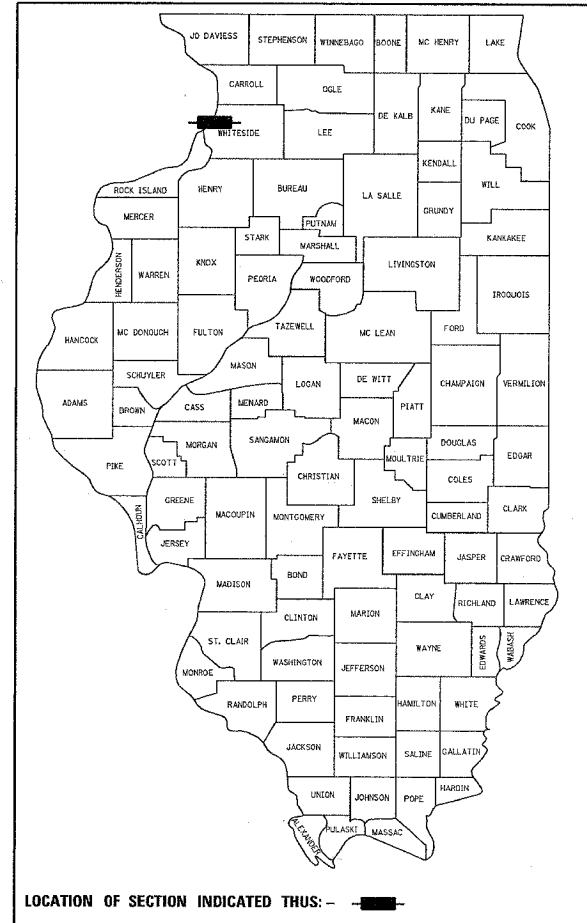 JO DAVIESS STEPHENSON WINNEBAGO BOONE MC HENRY LAKE
CARROLL OGLE
WHITESIDE LEE DE KALB KANE DU PAGE COOK
KENDALL WILL
ROCK ISLAND HENRY BUREAU LA SALLE GRUNDY
MERCER PUTNAM KANKAKEE
STARK MARSHALL
HENDERSON WARREN KNOX PEORIA WOODFORD LIVINGSTON IROQUOIS
HANCOCK MC DONOUGH FULTON TAZEWELL MC LEAN FORD
SCHUYLER MASON LOGAN DE WITT CHAMPAIGN VERMILION
ADAMS BROWN CASS MENARD MACON PIATT
PIKE SCOTT MORGAN SANGAMON CHRISTIAN MOULTRIE DOUGLAS EDGAR
COLES
CALHOUN GREENE MACOUPIN MONTGOMERY SHELBY CUMBERLAND CLARK
JERSEY FAYETTE EFFINGHAM JASPER CRAWFORD
MADISON BOND
CLINTON MARION CLAY RICHLAND LAWRENCE
ST. CLAIR WASHINGTON JEFFERSON WAYNE EDWARDS WABASH
MONROE
RANDOLPH PERRY FRANKLIN HAMILTON WHITE
JACKSON WILLIAMSON SALINE GALLATIN
UNION JOHNSON POPE HARDIN
ALEXANDER PULASKI MASSAC
LOCATION OF SECTION INDICATED THUS: –